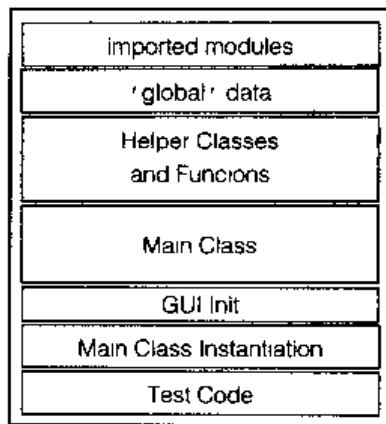 imported modules
'global' data
Helper Classes
and Funcions
Main Class
GUI Init
Main Class Instantiation
Test Code